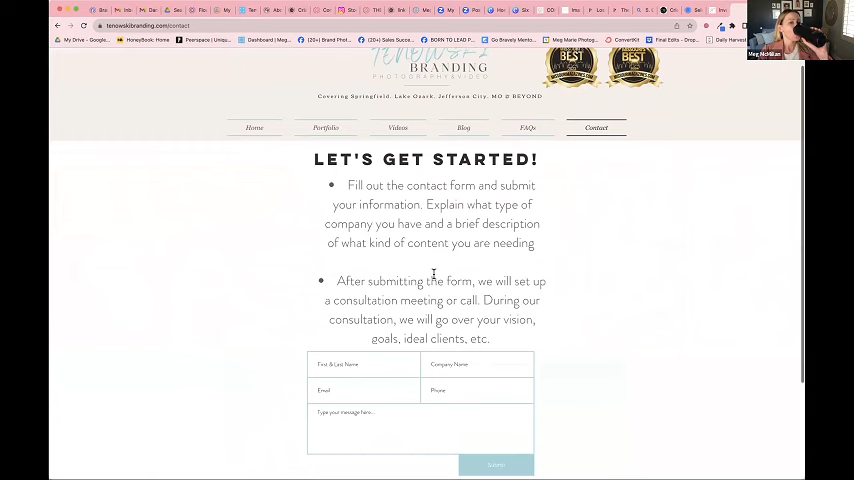 tenowskibranding.com/contact
My Drive - Google...
HoneyBook: Home
Peerspace | Uniqu...
Dashboard | Meg...
(20+) Brand Phot...
(20+) Sales Succe...
BORN TO LEAD P...
Go Bravely Mento...
MEG MARIE Photog...
ConvertKit
Final Edits - Drop...
Daily Harvest
Meg McMillan
TENOWSKI
BRANDING
PHOTOGRAPHY & VIDEO
BEST
BEST
Covering Springfield, Lake Ozark, Jefferson City, MO & BEYOND
Home
Portfolio
Videos
Blog
FAQs
Contact
LET'S GET STARTED!
• Fill out the contact form and submit
your information. Explain what type of
company you have and a brief description
of what kind of content you are needing
• After submitting the form, we will set up
a consultation meeting or call. During our
consultation, we will go over your vision,
goals, ideal clients, etc.
First & Last Name
Company Name
Email
Phone
Type your message here...
Submit